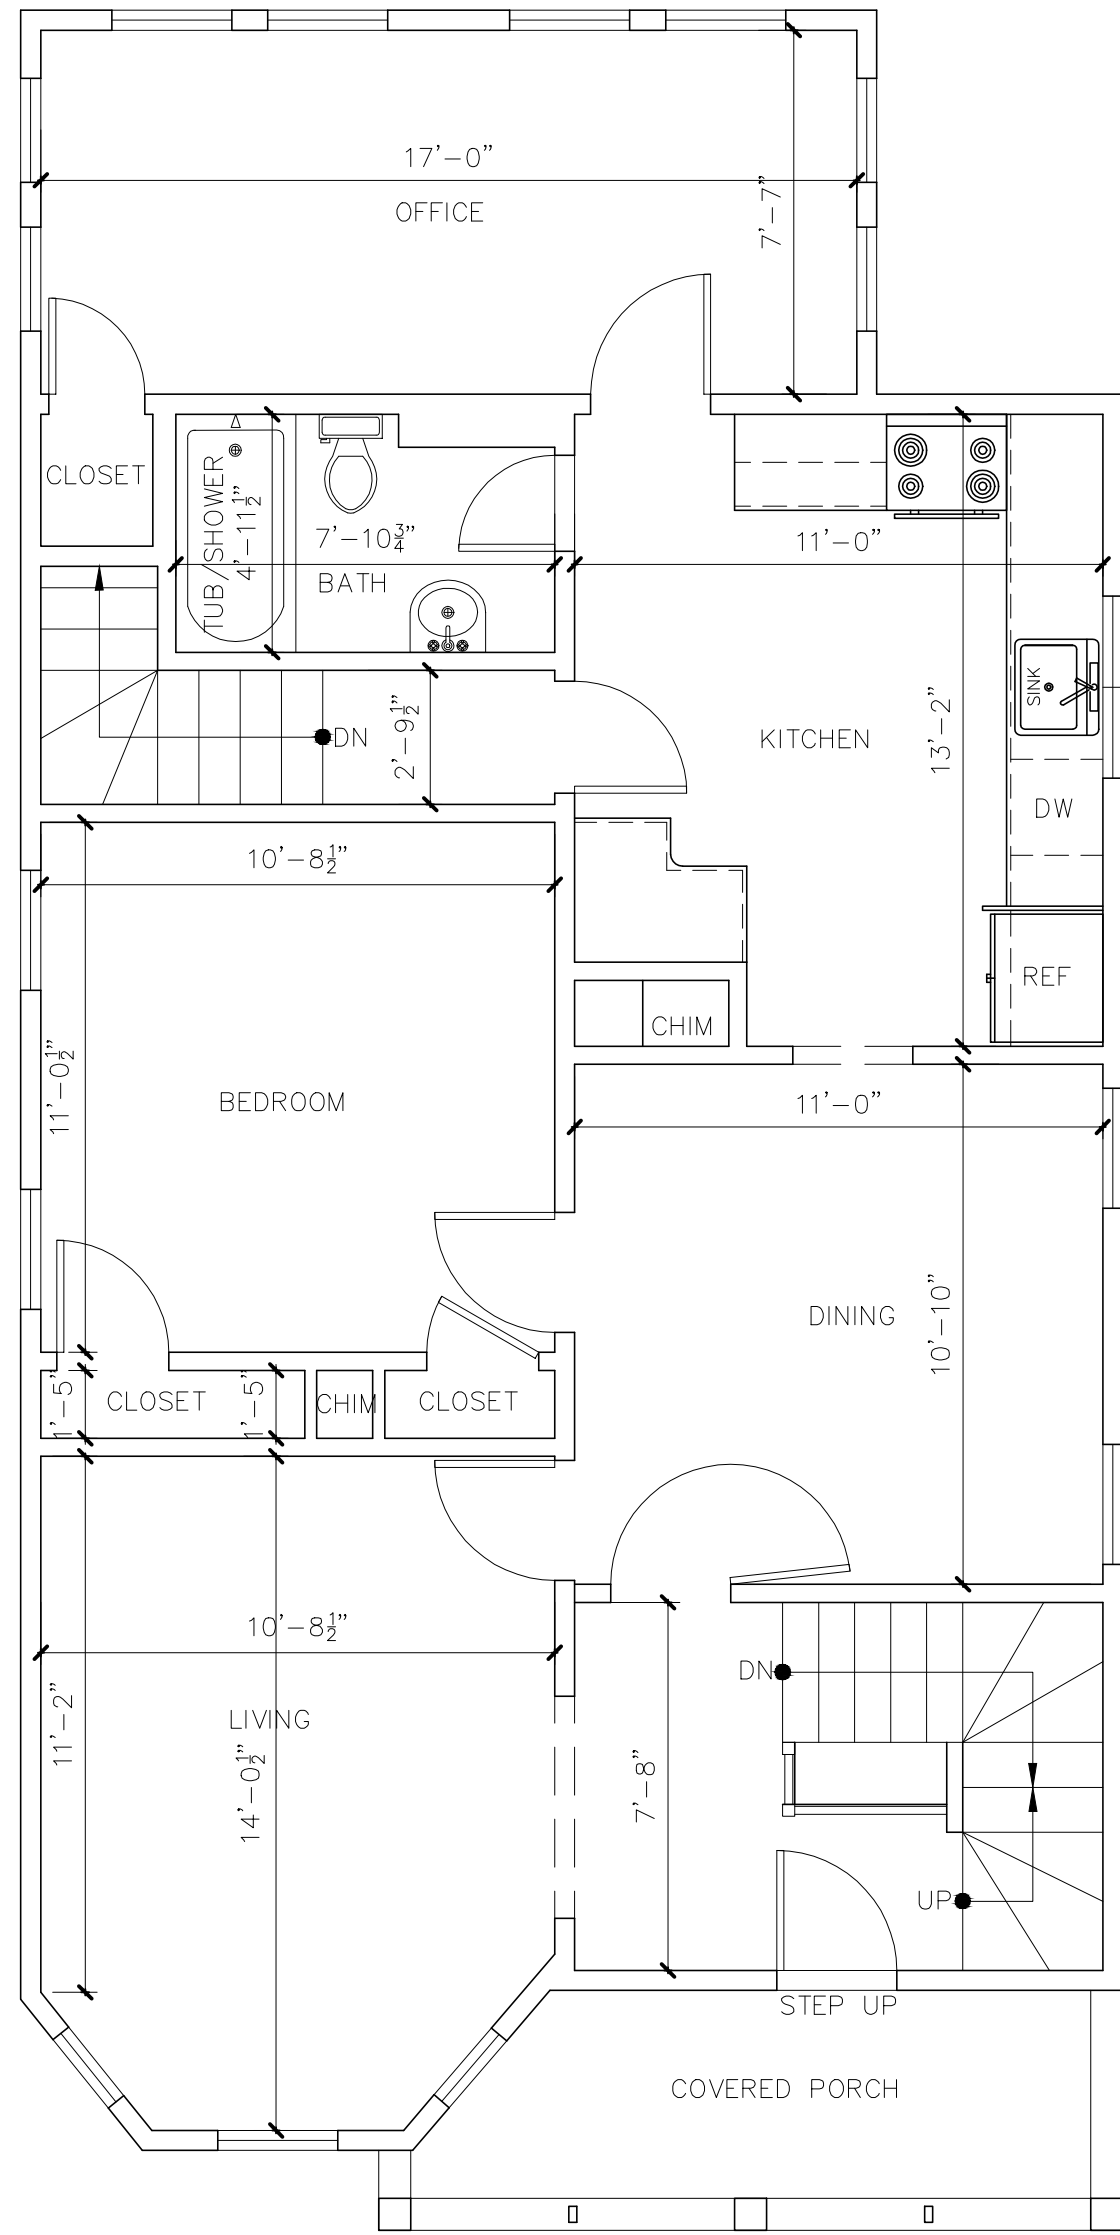 17'-0"
OFFICE
7'-7"
CLOSET
TUB/SHOWER
4'-11½"
7'-10¾"
BATH
11'-0"
SINK
DN
2'-9½"
KITCHEN
13'-2"
DW
10'-8½"
REF
CHIM
11'-0½"
BEDROOM
11'-0"
DINING
10'-10"
1'-5"
CLOSET
1'-5"
CHIM
CLOSET
10'-8½"
DN
11'-2"
LIVING
14'-0½"
7'-8"
UP
STEP UP
COVERED PORCH